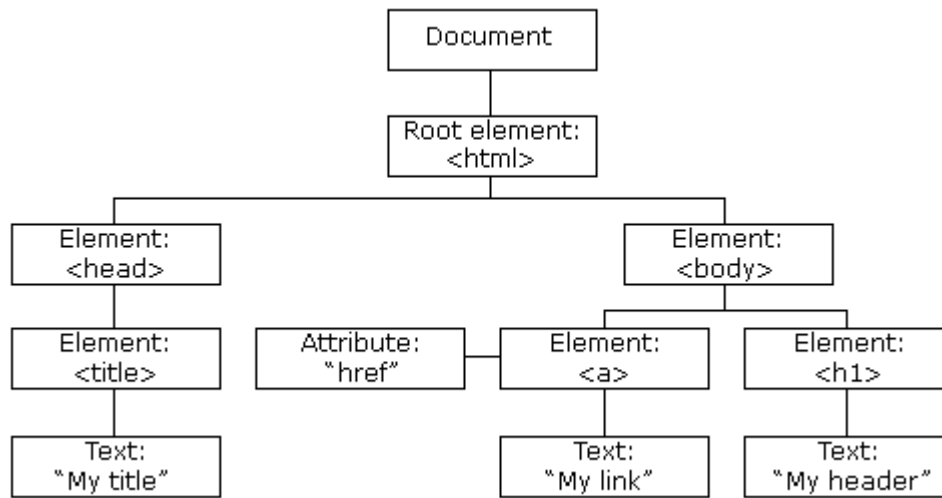 Document
Root element:
<html>
Element:
<head>
Element:
<body>
Element:
<title>
Attribute:
“href”
Element:
<a>
Element:
<h1>
Text:
“My title”
Text:
“My link”
Text:
“My header”